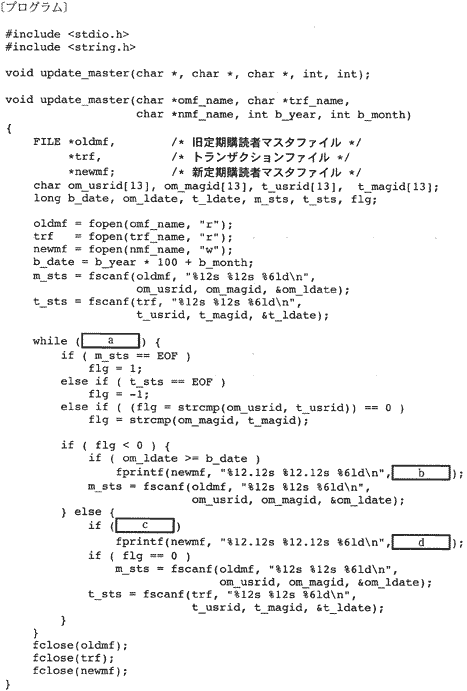 〔プログラム〕
#include <stdio.h>
#include <string.h>
void update_master(char *, char *, char *, int, int);
void update_master(char *omf_name, char *trf_name,
char *nmf_name, int b_year, int b_month)
{
FILE *oldmf, /* 旧定期購読者マスタファイル */
*trf, /* トランザクションファイル */
*newmf; /* 新定期購読者マスタファイル */
char om_usrid[13], om_magid[13], t_usrid[13], t_magid[13];
long b_date, om_ldate, t_ldate, m_sts, t_sts, flg;
oldmf = fopen(omf_name, "r");
trf = fopen(trf_name, "r");
newmf = fopen(nmf_name, "w");
b_date = b_year * 100 + b_month;
m_sts = fscanf(oldmf, "%12s %12s %6ld\n",
om_usrid, om_magid, &om_ldate);
t_sts = fscanf(trf, "%12s %12s %6ld\n",
t_usrid, t_magid, &t_ldate);
while ( a ) {
if ( m_sts == EOF )
flg = 1;
else if ( t_sts == EOF )
flg = -1;
else if ( (flg = strcmp(om_usrid, t_usrid)) == 0 )
flg = strcmp(om_magid, t_magid);
if ( flg < 0 ) {
if ( om_ldate >= b_date )
fprintf(newmf, "%12.12s %12.12s %6ld\n", b );
m_sts = fscanf(oldmf, "%12s %12s %6ld\n",
om_usrid, om_magid, &om_ldate);
} else {
if ( c )
fprintf(newmf, "%12.12s %12.12s %6ld\n", d );
if ( flg == 0 )
m_sts = fscanf(oldmf, "%12s %12s %6ld\n",
om_usrid, om_magid, &om_ldate);
t_sts = fscanf(trf, "%12s %12s %6ld\n",
t_usrid, t_magid, &t_ldate);
}
}
fclose(oldmf);
fclose(trf);
fclose(newmf);
}